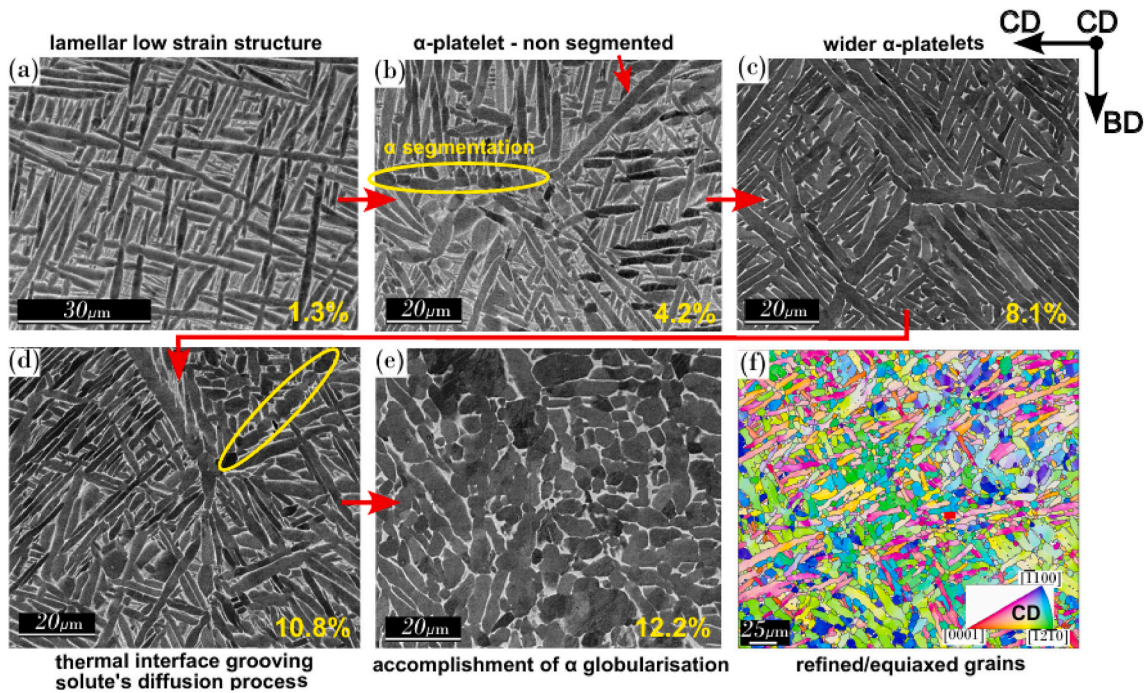 lamellar low strain structure
α-platelet - non segmented
wider α-platelets
CD CD
BD
(a)
30μm
1.3%
(b)
α segmentation
20μm
4.2%
(c)
20μm
8.1%
(d)
20μm
10.8%
(e)
20μm
12.2%
(f)
[1̄100]
CD
[0001]
[1̄21̄0]
25μm
thermal interface grooving
solute's diffusion process
accomplishment of α globularisation
refined/equiaxed grains